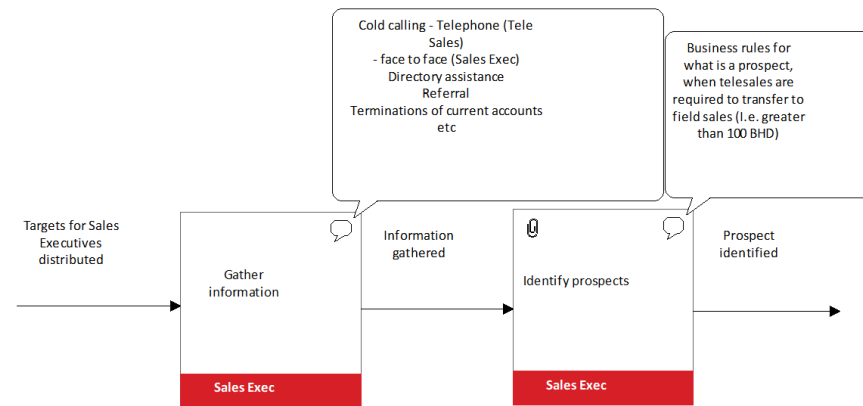 Cold calling - Telephone (Tele
Sales)
- face to face (Sales Exec)
Directory assistance
Referral
Terminations of current accounts
etc
Business rules for
what is a prospect,
when telesales are
required to transfer to
field sales (I.e. greater
than 100 BHD)
Targets for Sales
Executives
distributed
Gather
information
Sales Exec
Information
gathered
Identify prospects
Sales Exec
Prospect
identified